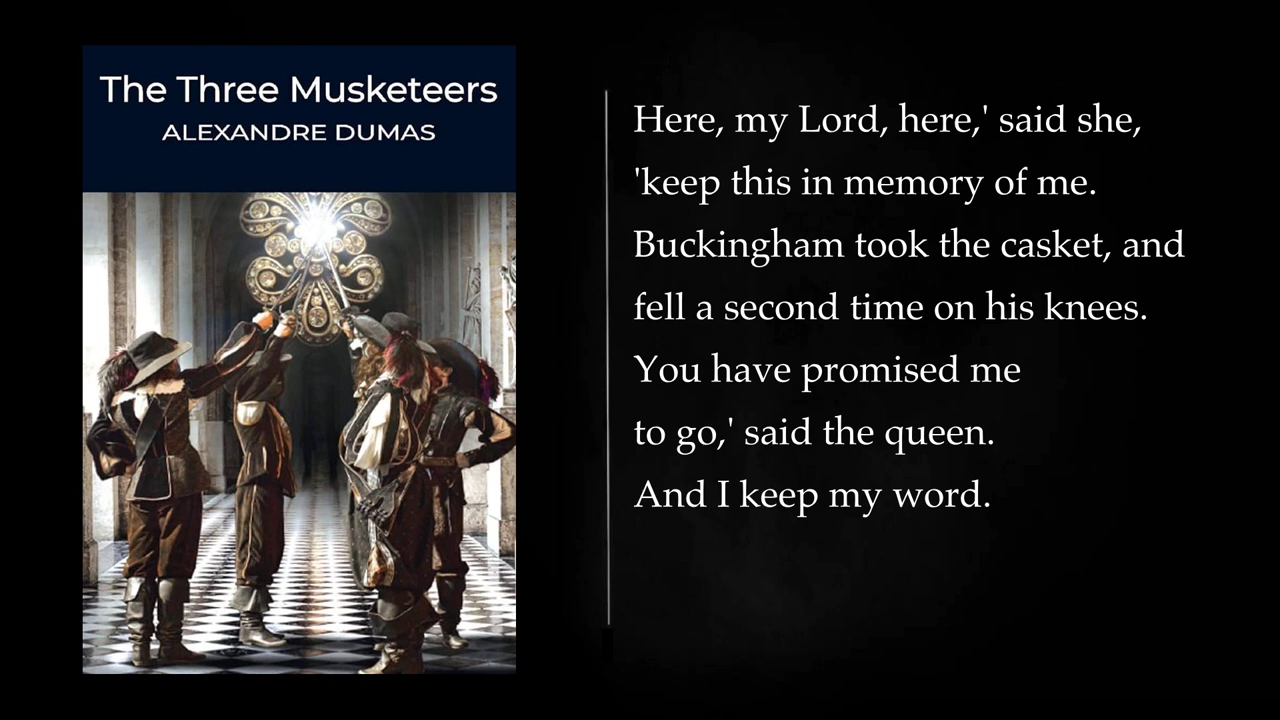 The Three Musketeers
ALEXANDRE DUMAS
Here, my Lord, here,' said she,
'keep this in memory of me.
Buckingham took the casket, and
fell a second time on his knees.
You have promised me
to go,' said the queen.
And I keep my word.